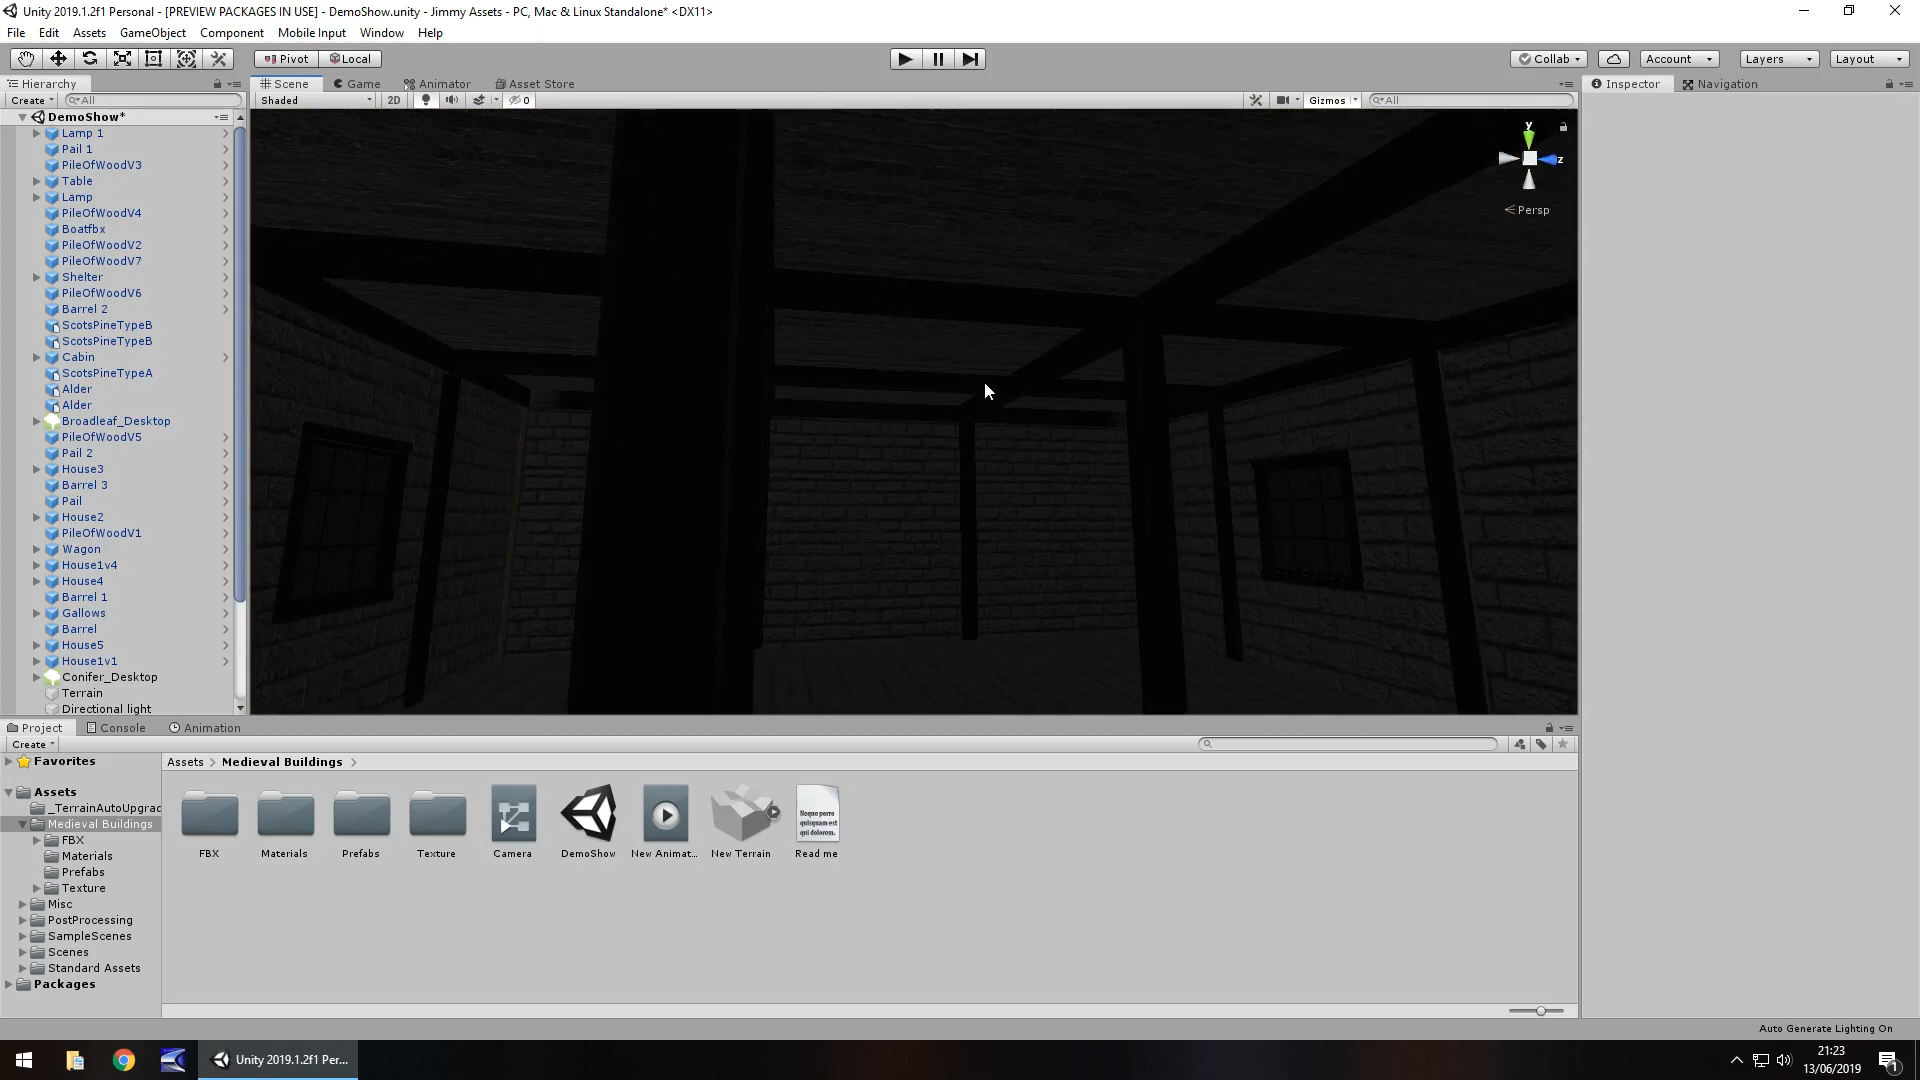 Unity 2019.1.2f1 Personal - [PREVIEW PACKAGES IN USE] - DemoShow.unity - Jimmy Assets - PC, Mac & Linux Standalone* <DX11>
File Edit Assets GameObject Component Mobile Input Window Help
Pivot Local Collab Account Layers Layout
Hierarchy Scene Game Animator Asset Store Inspector Navigation
Create All Shaded 2D 0 Gizmos All
DemoShow*
Lamp 1
Pail 1
PileOfWoodV3
Table
Lamp
PileOfWoodV4
Boatfbx
PileOfWoodV2
PileOfWoodV7
Shelter
PileOfWoodV6
Barrel 2
ScotsPineTypeB
ScotsPineTypeB
Cabin
ScotsPineTypeA
Alder
Alder
Broadleaf_Desktop
PileOfWoodV5
Pail 2
House3
Barrel 3
Pail
House2
PileOfWoodV1
Wagon
House1v4
House4
Barrel 1
Gallows
Barrel
House5
House1v1
Conifer_Desktop
Terrain
Directional light
y
z
Persp
Project Console Animation
Create
Favorites
Assets
_TerrainAutoUpgrac
Medieval Buildings
FBX
Materials
Prefabs
Texture
Misc
PostProcessing
SampleScenes
Scenes
Standard Assets
Packages
Assets > Medieval Buildings >
Neque porro
quisquam est
qui dolorem.
FBX Materials Prefabs Texture Camera DemoShow New Animat... New Terrain Read me
Auto Generate Lighting On
Unity 2019.1.2f1 Per...
21:23
13/06/2019
1